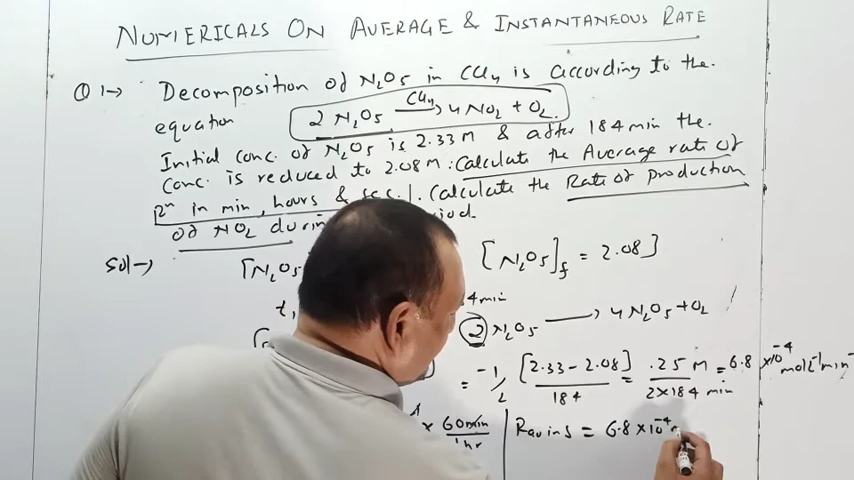 NUMERICALS ON AVERAGE & INSTANTANEOUS RATE
Q 1→ Decomposition of N₂O₅ in CCl₄ is according to the
equation 2 N₂O₅ —CCl₄→ 4 NO₂ + O₂.
Initial conc. of N₂O₅ is 2.33 M & after 184 min the.
Conc. is reduced to 2.08 M. Calculate the Average rate of
Rⁿ in min, hours & sec. Calculate the Rate of production
of NO₂
Sol→ [N₂O₅ [N₂O₅]f = 2.08]
4 min
2 N₂O₅ → 4 N₂O₅ + O₂
= -1/2 [2.33 - 2.08] / 184 = .25 M / 2×184 min = 6.8 ×10⁻⁴ mol L⁻¹ min⁻
× 60 min / 1 hr
Rav in s = 6.8 ×10⁻⁴